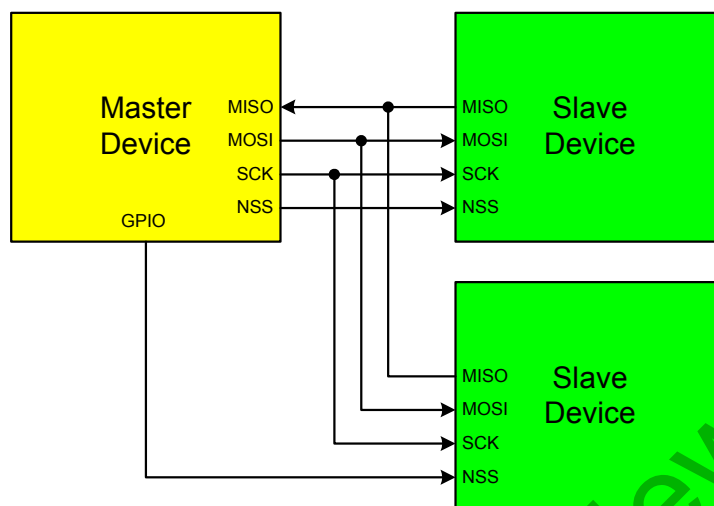 Master
Device
MISO
MOSI
SCK
NSS
GPIO
MISO
MOSI
SCK
NSS
Slave
Device
MISO
MOSI
SCK
NSS
Slave
Device